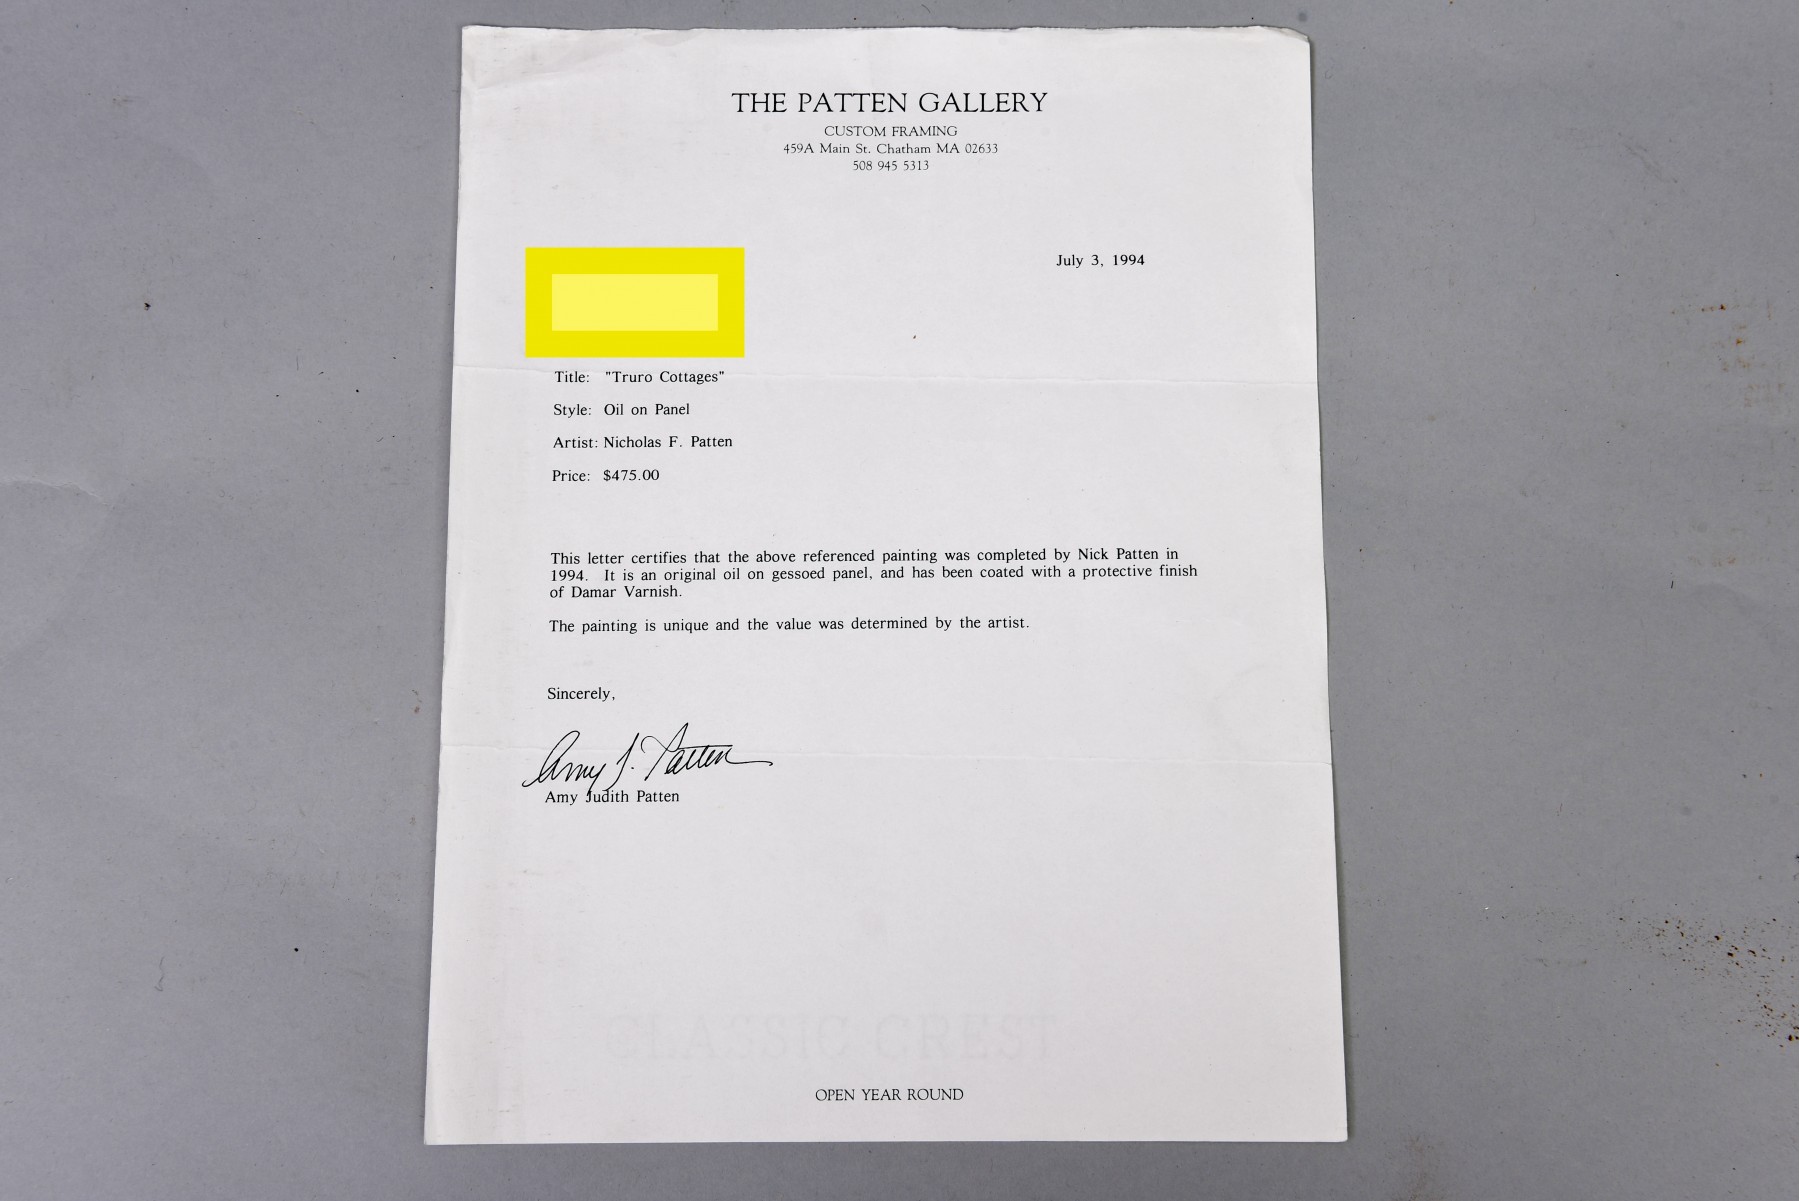 THE PATTEN GALLERY
CUSTOM FRAMING
459A Main St. Chatham MA 02633
508 945 5313
July 3, 1994
Title: "Truro Cottages"
Style: Oil on Panel
Artist: Nicholas F. Patten
Price: $475.00
This letter certifies that the above referenced painting was completed by Nick Patten in
1994. It is an original oil on gessoed panel, and has been coated with a protective finish
of Damar Varnish.
The painting is unique and the value was determined by the artist.
Sincerely,
Amy J. Patten
Amy Judith Patten
CLASSIC CREST
OPEN YEAR ROUND